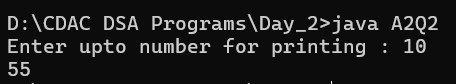 D:\CDAC DSA Programs\Day_2>java A2Q2
Enter upto number for printing : 10
55